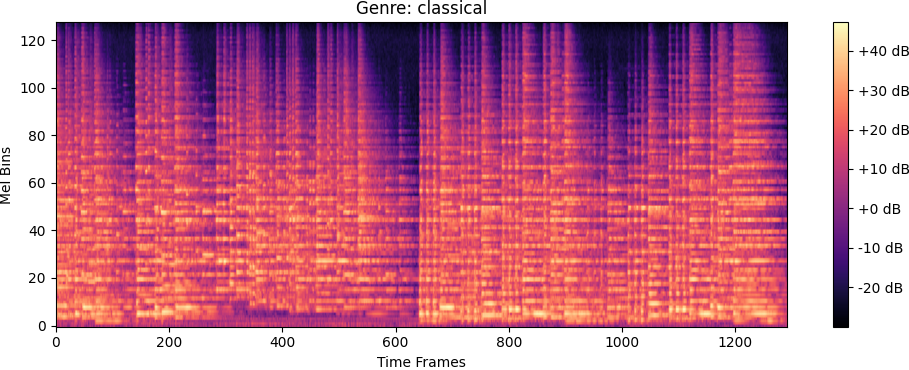 Genre: classical
Mel Bins
120
100
80
60
40
20
0
0 200 400 600 800 1000 1200
Time Frames
+40 dB
+30 dB
+20 dB
+10 dB
+0 dB
-10 dB
-20 dB